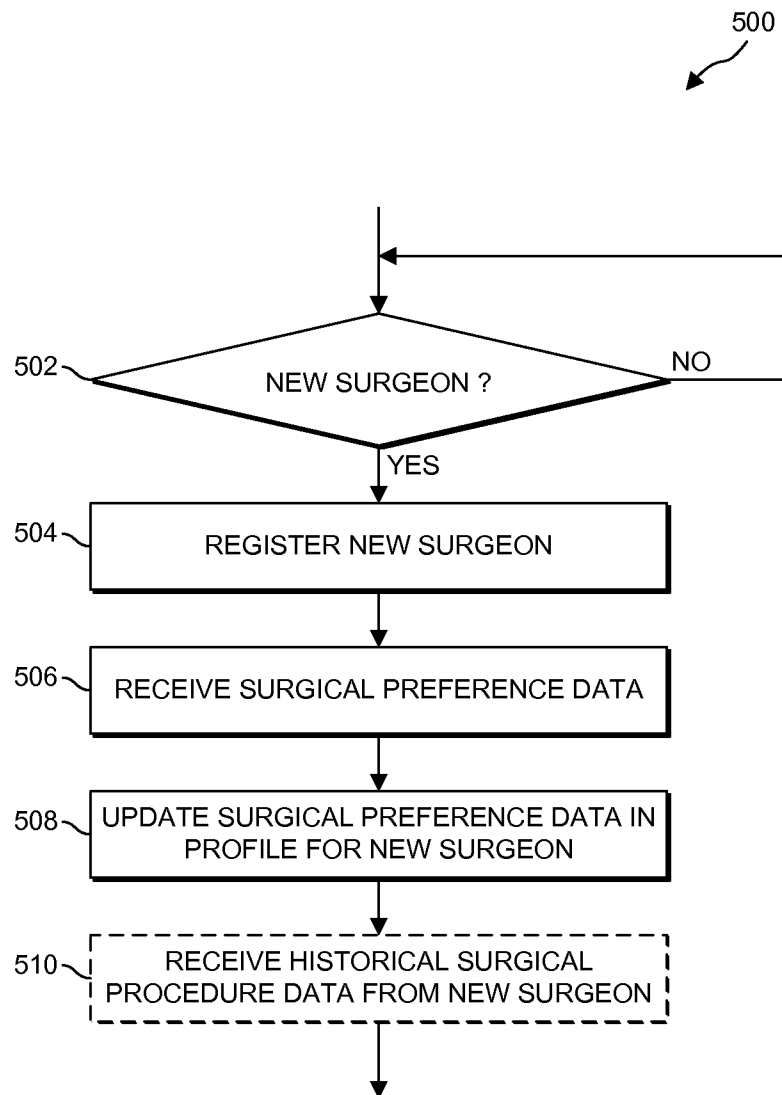 500
502
NEW SURGEON ?
NO
YES
504
REGISTER NEW SURGEON
506
RECEIVE SURGICAL PREFERENCE DATA
508
UPDATE SURGICAL PREFERENCE DATA IN
PROFILE FOR NEW SURGEON
510
RECEIVE HISTORICAL SURGICAL
PROCEDURE DATA FROM NEW SURGEON